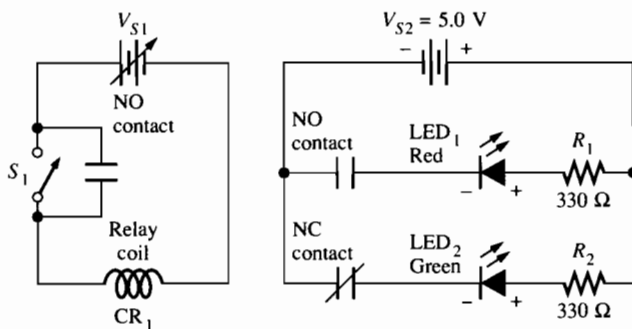 V_S1
NO
contact
S_1
Relay
coil
CR_1
V_S2 = 5.0 V
− +
NO
contact
LED_1
Red
− +
R_1
330 Ω
NC
contact
LED_2
Green
− +
R_2
330 Ω